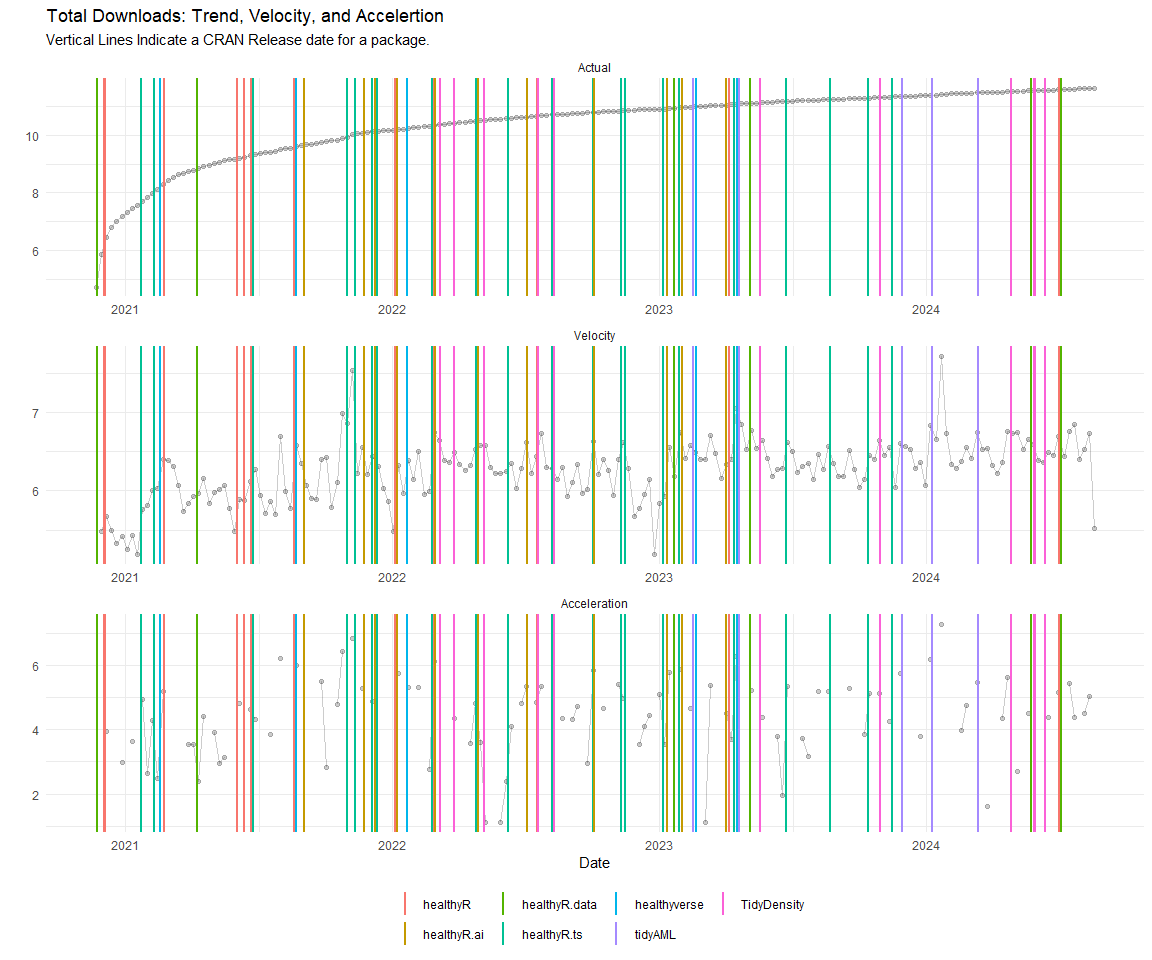 Total Downloads: Trend, Velocity, and Accelertion
Vertical Lines Indicate a CRAN Release date for a package.
Actual
10
8
6
2021 2022 2023 2024
Velocity
7
6
2021 2022 2023 2024
Acceleration
6
4
2
2021 2022 2023 2024
Date
healthyR healthyR.data healthyverse TidyDensity
healthyR.ai healthyR.ts tidyAML